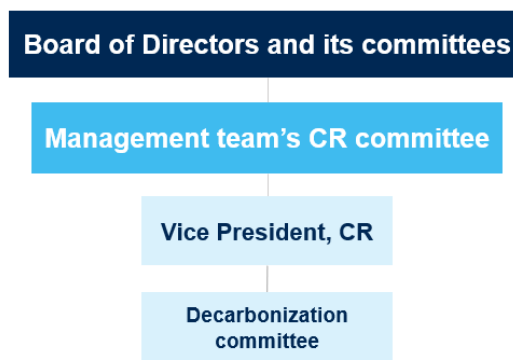 Board of Directors and its committees
Management team's CR committee
Vice President, CR
Decarbonization
committee